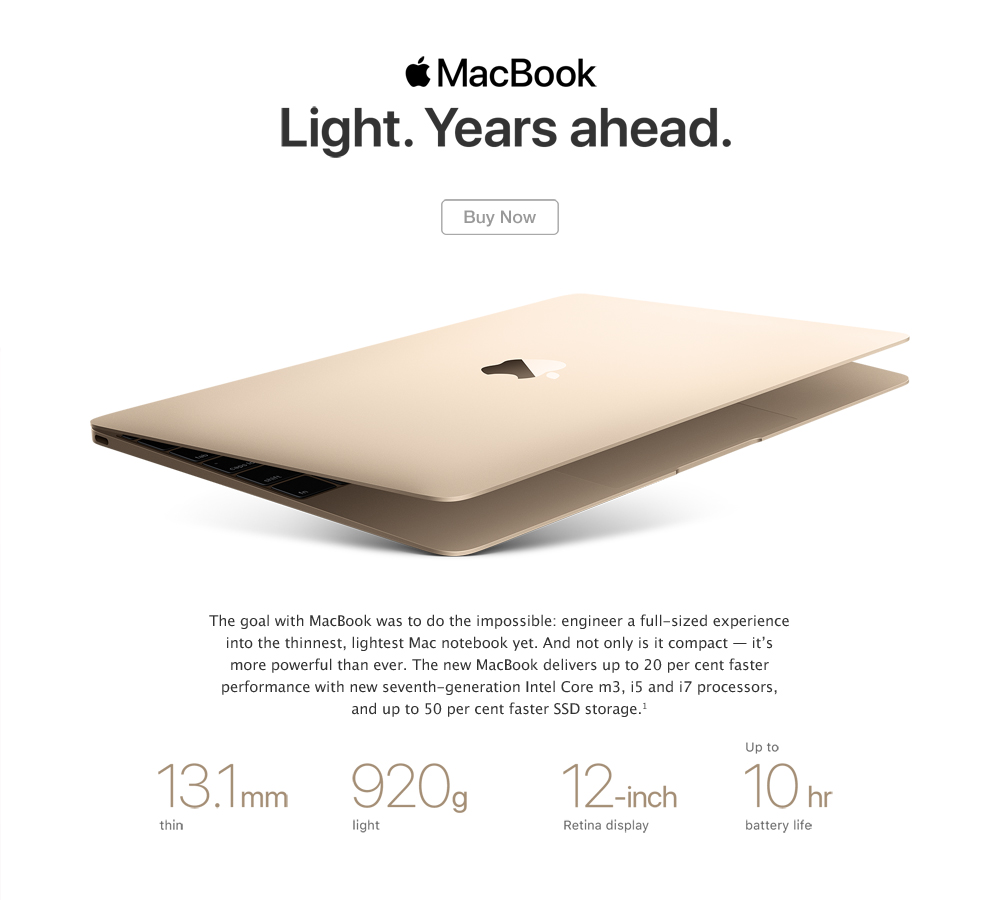 MacBook
Light. Years ahead.
Buy Now
The goal with MacBook was to do the impossible: engineer a full-sized experience
into the thinnest, lightest Mac notebook yet. And not only is it compact — it’s
more powerful than ever. The new MacBook delivers up to 20 per cent faster
performance with new seventh-generation Intel Core m3, i5 and i7 processors,
and up to 50 per cent faster SSD storage.¹
13.1mm
thin
920g
light
12-inch
Retina display
Up to
10 hr
battery life